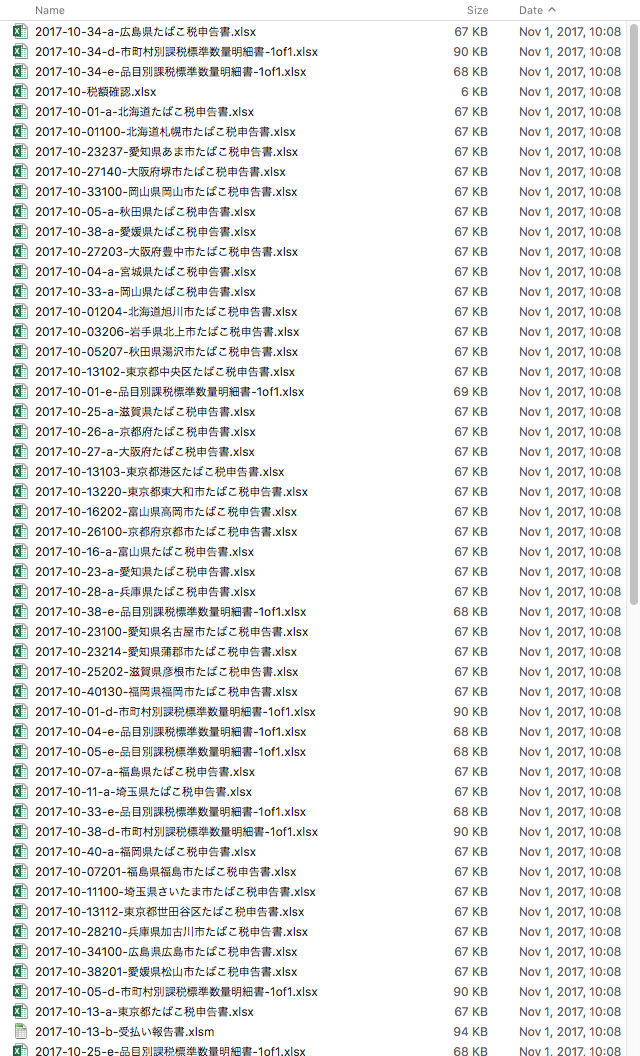 Name Size Date
2017-10-34-a-広島県たばこ税申告書.xlsx 67 KB Nov 1, 2017, 10:08
2017-10-34-d-市町村別課税標準数量明細書-1of1.xlsx 90 KB Nov 1, 2017, 10:08
2017-10-34-e-品目別課税標準数量明細書-1of1.xlsx 68 KB Nov 1, 2017, 10:08
2017-10-税額確認.xlsx 6 KB Nov 1, 2017, 10:08
2017-10-01-a-北海道たばこ税申告書.xlsx 67 KB Nov 1, 2017, 10:08
2017-10-01100-北海道札幌市たばこ税申告書.xlsx 67 KB Nov 1, 2017, 10:08
2017-10-23237-愛知県あま市たばこ税申告書.xlsx 67 KB Nov 1, 2017, 10:08
2017-10-27140-大阪府堺市たばこ税申告書.xlsx 67 KB Nov 1, 2017, 10:08
2017-10-33100-岡山県岡山市たばこ税申告書.xlsx 67 KB Nov 1, 2017, 10:08
2017-10-05-a-秋田県たばこ税申告書.xlsx 67 KB Nov 1, 2017, 10:08
2017-10-38-a-愛媛県たばこ税申告書.xlsx 67 KB Nov 1, 2017, 10:08
2017-10-27203-大阪府豊中市たばこ税申告書.xlsx 67 KB Nov 1, 2017, 10:08
2017-10-04-a-宮城県たばこ税申告書.xlsx 67 KB Nov 1, 2017, 10:08
2017-10-33-a-岡山県たばこ税申告書.xlsx 67 KB Nov 1, 2017, 10:08
2017-10-01204-北海道旭川市たばこ税申告書.xlsx 67 KB Nov 1, 2017, 10:08
2017-10-03206-岩手県北上市たばこ税申告書.xlsx 67 KB Nov 1, 2017, 10:08
2017-10-05207-秋田県湯沢市たばこ税申告書.xlsx 67 KB Nov 1, 2017, 10:08
2017-10-13102-東京都中央区たばこ税申告書.xlsx 67 KB Nov 1, 2017, 10:08
2017-10-01-e-品目別課税標準数量明細書-1of1.xlsx 69 KB Nov 1, 2017, 10:08
2017-10-25-a-滋賀県たばこ税申告書.xlsx 67 KB Nov 1, 2017, 10:08
2017-10-26-a-京都府たばこ税申告書.xlsx 67 KB Nov 1, 2017, 10:08
2017-10-27-a-大阪府たばこ税申告書.xlsx 67 KB Nov 1, 2017, 10:08
2017-10-13103-東京都港区たばこ税申告書.xlsx 67 KB Nov 1, 2017, 10:08
2017-10-13220-東京都東大和市たばこ税申告書.xlsx 67 KB Nov 1, 2017, 10:08
2017-10-16202-富山県高岡市たばこ税申告書.xlsx 67 KB Nov 1, 2017, 10:08
2017-10-26100-京都府京都市たばこ税申告書.xlsx 67 KB Nov 1, 2017, 10:08
2017-10-16-a-富山県たばこ税申告書.xlsx 67 KB Nov 1, 2017, 10:08
2017-10-23-a-愛知県たばこ税申告書.xlsx 67 KB Nov 1, 2017, 10:08
2017-10-28-a-兵庫県たばこ税申告書.xlsx 67 KB Nov 1, 2017, 10:08
2017-10-38-e-品目別課税標準数量明細書-1of1.xlsx 68 KB Nov 1, 2017, 10:08
2017-10-23100-愛知県名古屋市たばこ税申告書.xlsx 67 KB Nov 1, 2017, 10:08
2017-10-23214-愛知県蒲郡市たばこ税申告書.xlsx 67 KB Nov 1, 2017, 10:08
2017-10-25202-滋賀県彦根市たばこ税申告書.xlsx 67 KB Nov 1, 2017, 10:08
2017-10-40130-福岡県福岡市たばこ税申告書.xlsx 67 KB Nov 1, 2017, 10:08
2017-10-01-d-市町村別課税標準数量明細書-1of1.xlsx 90 KB Nov 1, 2017, 10:08
2017-10-04-e-品目別課税標準数量明細書-1of1.xlsx 68 KB Nov 1, 2017, 10:08
2017-10-05-e-品目別課税標準数量明細書-1of1.xlsx 68 KB Nov 1, 2017, 10:08
2017-10-07-a-福島県たばこ税申告書.xlsx 67 KB Nov 1, 2017, 10:08
2017-10-11-a-埼玉県たばこ税申告書.xlsx 67 KB Nov 1, 2017, 10:08
2017-10-33-e-品目別課税標準数量明細書-1of1.xlsx 68 KB Nov 1, 2017, 10:08
2017-10-38-d-市町村別課税標準数量明細書-1of1.xlsx 90 KB Nov 1, 2017, 10:08
2017-10-40-a-福岡県たばこ税申告書.xlsx 67 KB Nov 1, 2017, 10:08
2017-10-07201-福島県福島市たばこ税申告書.xlsx 67 KB Nov 1, 2017, 10:08
2017-10-11100-埼玉県さいたま市たばこ税申告書.xlsx 67 KB Nov 1, 2017, 10:08
2017-10-13112-東京都世田谷区たばこ税申告書.xlsx 67 KB Nov 1, 2017, 10:08
2017-10-28210-兵庫県加古川市たばこ税申告書.xlsx 67 KB Nov 1, 2017, 10:08
2017-10-34100-広島県広島市たばこ税申告書.xlsx 67 KB Nov 1, 2017, 10:08
2017-10-38201-愛媛県松山市たばこ税申告書.xlsx 67 KB Nov 1, 2017, 10:08
2017-10-05-d-市町村別課税標準数量明細書-1of1.xlsx 90 KB Nov 1, 2017, 10:08
2017-10-13-a-東京都たばこ税申告書.xlsx 67 KB Nov 1, 2017, 10:08
2017-10-13-b-受払い報告書.xlsm 94 KB Nov 1, 2017, 10:08
2017-10-25-e-品目別課税標準数量明細書-1of1.xlsx 68 KB Nov 1, 2017, 10:08